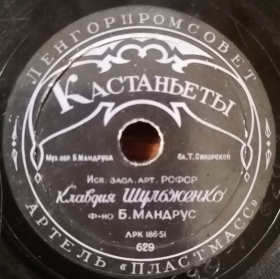 ЛЕНГОРПРОМСОВЕТ
КАСТАНЬЕТЫ
Муз. обр Б. Мандруса Сл. Т. Сикорской
Исп. засл. арт. РСФСР
Клавдия Шульженко
Ф-но Б. Мандрус
ЛРК 186-51
629
АРТЕЛЬ «ПЛАСТМАСС»